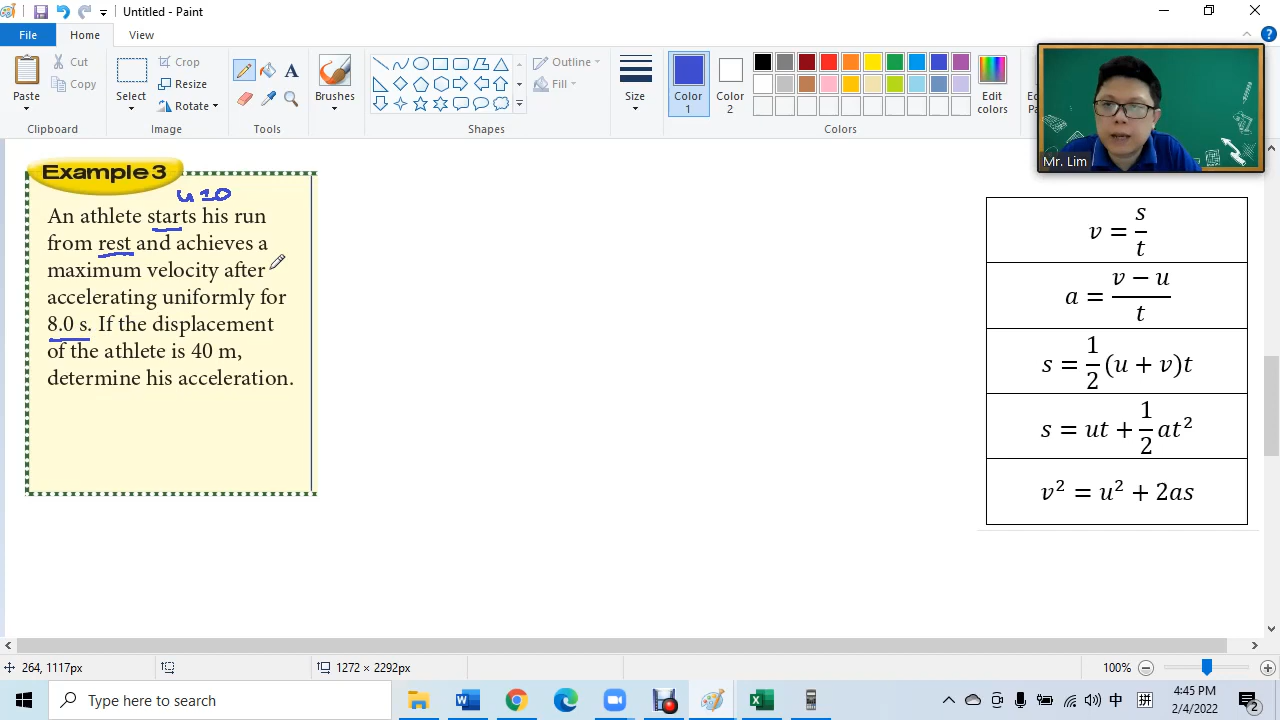 Untitled - Paint
File Home View
Paste
Cut
Copy
Clipboard
Select
Crop
Resize
Rotate
Image
Tools
Brushes
Outline
Fill
Shapes
Size
Color 1
Color 2
Edit colors
Colors
Mr. Lim
Example 3
u = 0
An athlete starts his run
from rest and achieves a
maximum velocity after
accelerating uniformly for
8.0 s. If the displacement
of the athlete is 40 m,
determine his acceleration.
v = s/t
a = (v − u)/t
s = 1/2 (u + v)t
s = ut + 1/2 at²
v² = u² + 2as
264, 1117px
1272 × 2292px
100%
Type here to search
中
拼
4:45 PM
2/4/2022
2